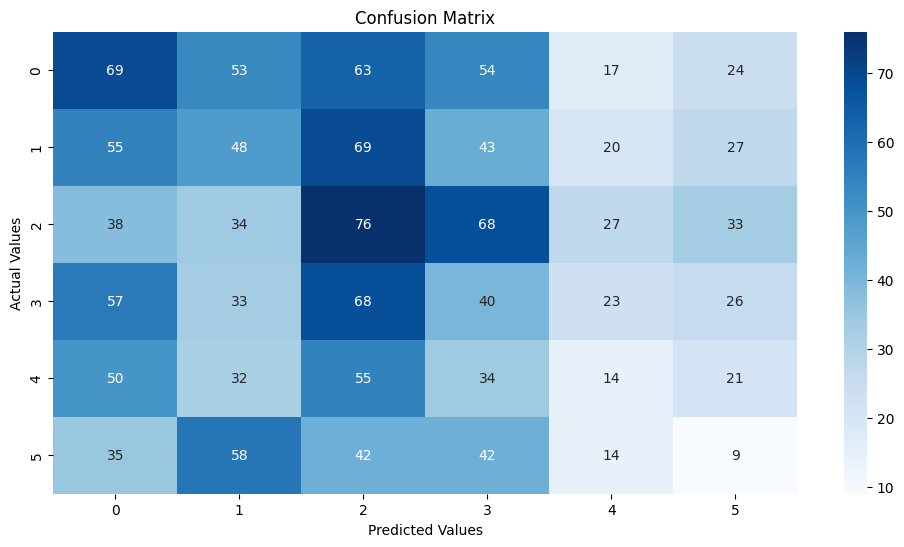 Confusion Matrix
Actual Values
0 69 53 63 54 17 24
1 55 48 69 43 20 27
2 38 34 76 68 27 33
3 57 33 68 40 23 26
4 50 32 55 34 14 21
5 35 58 42 42 14 9
0 1 2 3 4 5
Predicted Values
70
60
50
40
30
20
10